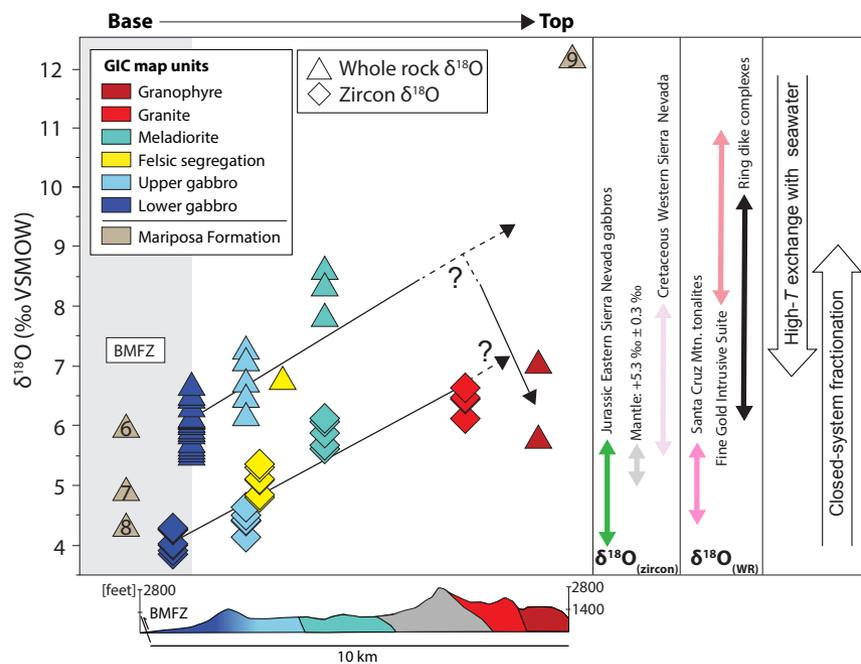 Base
Top
GIC map units
Granophyre
Granite
Meladiorite
Felsic segregation
Upper gabbro
Lower gabbro
Mariposa Formation
Whole rock δ¹⁸O
Zircon δ¹⁸O
δ¹⁸O (‰ VSMOW)
12
11
10
9
8
7
6
5
4
BMFZ
6
7
8
9
?
?
Jurassic Eastern Sierra Nevada gabbros
Mantle: +5.3 ‰ ± 0.3 ‰
Cretaceous Western Sierra Nevada
δ¹⁸O (zircon)
Santa Cruz Mtn. tonalites
Fine Gold Intrusive Suite
Ring dike complexes
δ¹⁸O (WR)
High-T exchange with seawater
Closed-system fractionation
[feet]
2800
BMFZ
2800
1400
10 km